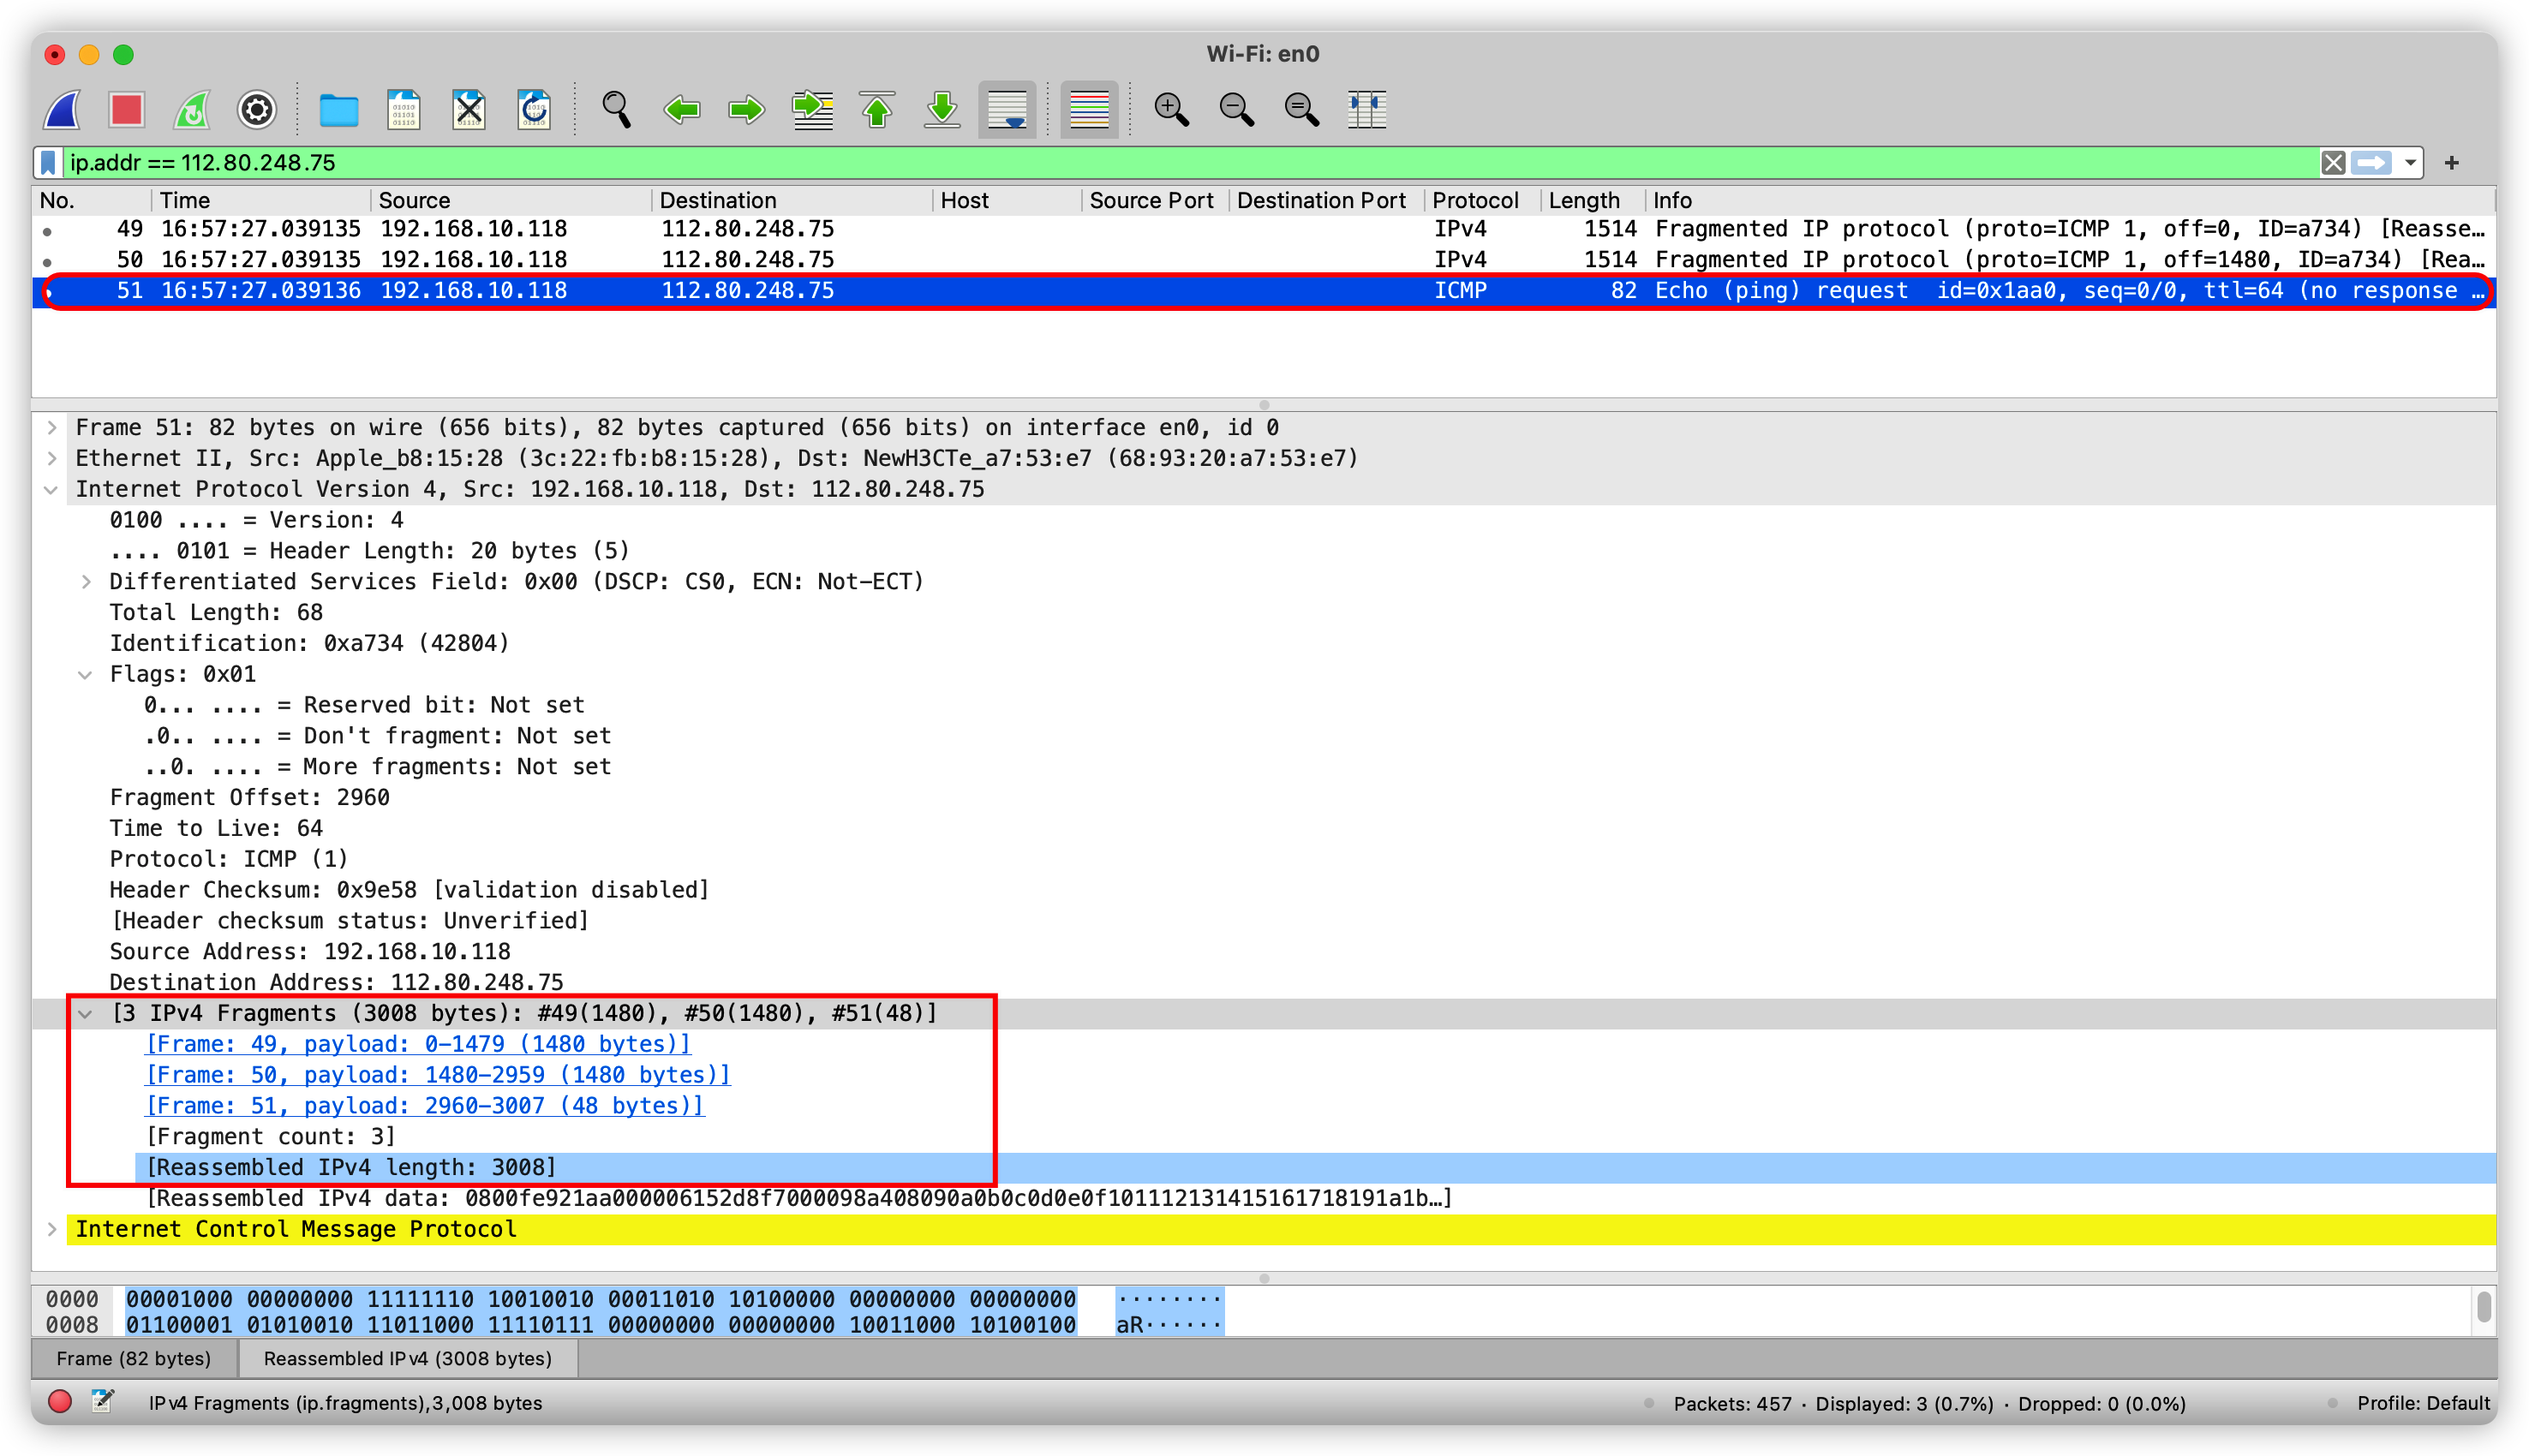 Wi-Fi: en0
ip.addr == 112.80.248.75
No. Time Source Destination Host Source Port Destination Port Protocol Length Info
49 16:57:27.039135 192.168.10.118 112.80.248.75 IPv4 1514 Fragmented IP protocol (proto=ICMP 1, off=0, ID=a734) [Reasse…
50 16:57:27.039135 192.168.10.118 112.80.248.75 IPv4 1514 Fragmented IP protocol (proto=ICMP 1, off=1480, ID=a734) [Rea…
51 16:57:27.039136 192.168.10.118 112.80.248.75 ICMP 82 Echo (ping) request id=0x1aa0, seq=0/0, ttl=64 (no response …
Frame 51: 82 bytes on wire (656 bits), 82 bytes captured (656 bits) on interface en0, id 0
Ethernet II, Src: Apple_b8:15:28 (3c:22:fb:b8:15:28), Dst: NewH3CTe_a7:53:e7 (68:93:20:a7:53:e7)
Internet Protocol Version 4, Src: 192.168.10.118, Dst: 112.80.248.75
0100 .... = Version: 4
.... 0101 = Header Length: 20 bytes (5)
Differentiated Services Field: 0x00 (DSCP: CS0, ECN: Not-ECT)
Total Length: 68
Identification: 0xa734 (42804)
Flags: 0x01
0... .... = Reserved bit: Not set
.0.. .... = Don't fragment: Not set
..0. .... = More fragments: Not set
Fragment Offset: 2960
Time to Live: 64
Protocol: ICMP (1)
Header Checksum: 0x9e58 [validation disabled]
[Header checksum status: Unverified]
Source Address: 192.168.10.118
Destination Address: 112.80.248.75
[3 IPv4 Fragments (3008 bytes): #49(1480), #50(1480), #51(48)]
[Frame: 49, payload: 0-1479 (1480 bytes)]
[Frame: 50, payload: 1480-2959 (1480 bytes)]
[Frame: 51, payload: 2960-3007 (48 bytes)]
[Fragment count: 3]
[Reassembled IPv4 length: 3008]
[Reassembled IPv4 data: 0800fe921aa000006152d8f7000098a408090a0b0c0d0e0f101112131415161718191a1b…]
Internet Control Message Protocol
0000 00001000 00000000 11111110 10010010 00011010 10100000 00000000 00000000 ········
0008 01100001 01010010 11011000 11110111 00000000 00000000 10011000 10100100 aR······
Frame (82 bytes) Reassembled IPv4 (3008 bytes)
IPv4 Fragments (ip.fragments),3,008 bytes Packets: 457 · Displayed: 3 (0.7%) · Dropped: 0 (0.0%) Profile: Default